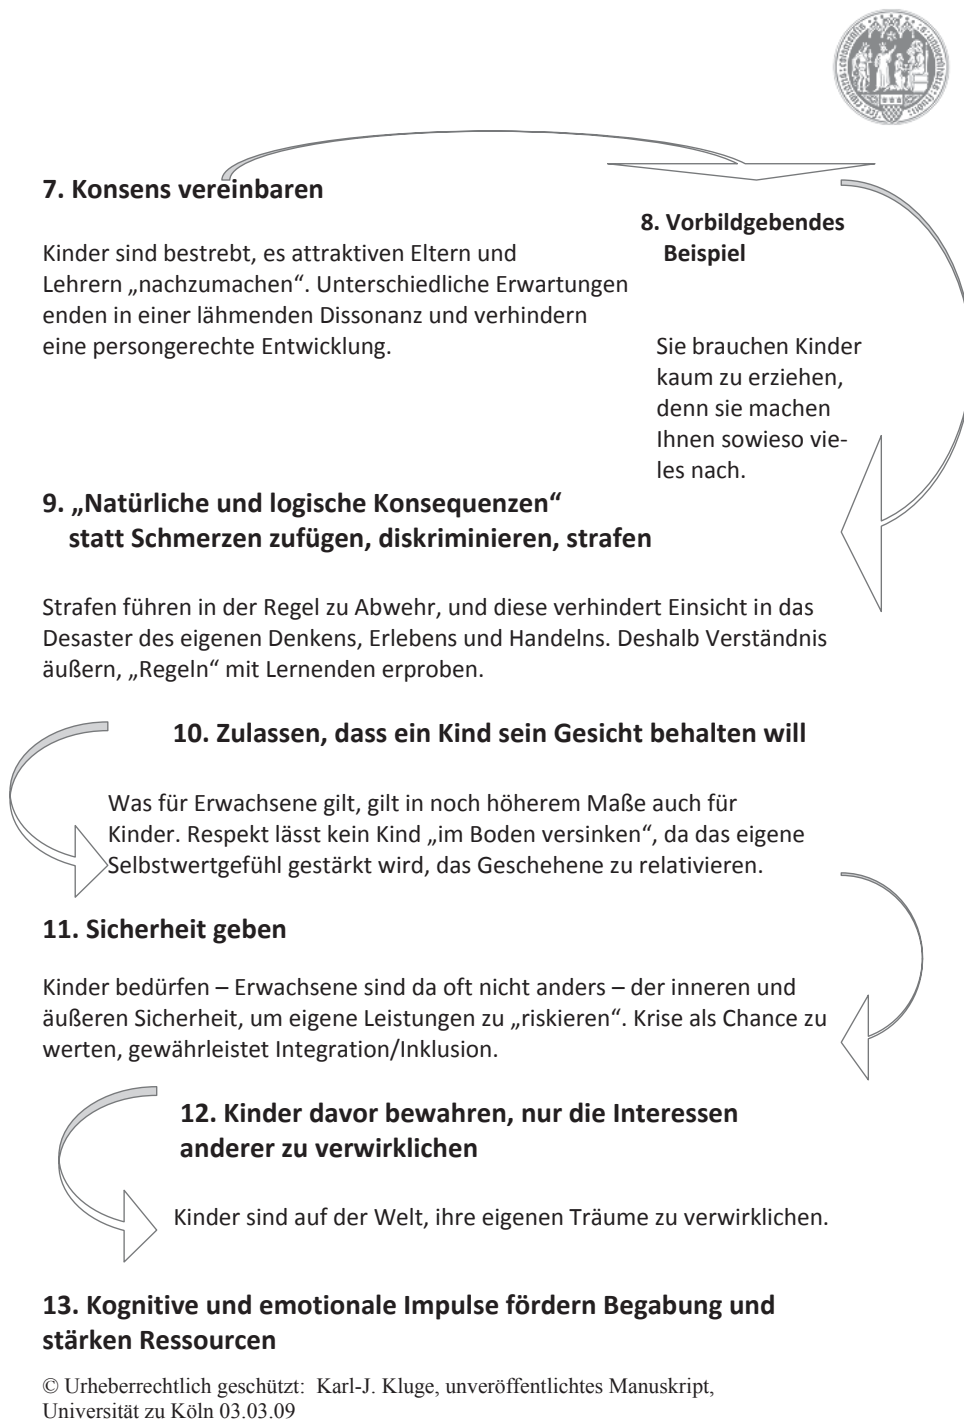 7. Konsens vereinbaren
Kinder sind bestrebt, es attraktiven Eltern und
Lehrern „nachzumachen“. Unterschiedliche Erwartungen
enden in einer lähmenden Dissonanz und verhindern
eine persongerechte Entwicklung.
8. Vorbildgebendes
Beispiel
Sie brauchen Kinder
kaum zu erziehen,
denn sie machen
Ihnen sowieso vie-
les nach.
9. „Natürliche und logische Konsequenzen“
statt Schmerzen zufügen, diskriminieren, strafen
Strafen führen in der Regel zu Abwehr, und diese verhindert Einsicht in das
Desaster des eigenen Denkens, Erlebens und Handelns. Deshalb Verständnis
äußern, „Regeln“ mit Lernenden erproben.
10. Zulassen, dass ein Kind sein Gesicht behalten will
Was für Erwachsene gilt, gilt in noch höherem Maße auch für
Kinder. Respekt lässt kein Kind „im Boden versinken“, da das eigene
Selbstwertgefühl gestärkt wird, das Geschehene zu relativieren.
11. Sicherheit geben
Kinder bedürfen – Erwachsene sind da oft nicht anders – der inneren und
äußeren Sicherheit, um eigene Leistungen zu „riskieren“. Krise als Chance zu
werten, gewährleistet Integration/Inklusion.
12. Kinder davor bewahren, nur die Interessen
anderer zu verwirklichen
Kinder sind auf der Welt, ihre eigenen Träume zu verwirklichen.
13. Kognitive und emotionale Impulse fördern Begabung und
stärken Ressourcen
© Urheberrechtlich geschützt: Karl-J. Kluge, unveröffentlichtes Manuskript,
Universität zu Köln 03.03.09